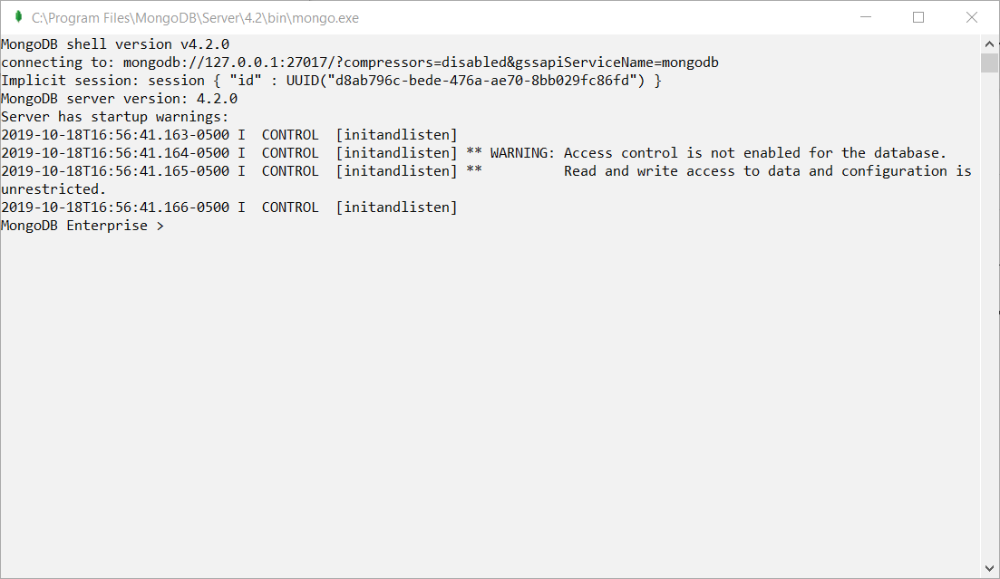 C:\Program Files\MongoDB\Server\4.2\bin\mongo.exe
MongoDB shell version v4.2.0
connecting to: mongodb://127.0.0.1:27017/?compressors=disabled&gssapiServiceName=mongodb
Implicit session: session { "id" : UUID("d8ab796c-bede-476a-ae70-8bb029fc86fd") }
MongoDB server version: 4.2.0
Server has startup warnings:
2019-10-18T16:56:41.163-0500 I  CONTROL  [initandlisten]
2019-10-18T16:56:41.164-0500 I  CONTROL  [initandlisten] ** WARNING: Access control is not enabled for the database.
2019-10-18T16:56:41.165-0500 I  CONTROL  [initandlisten] **          Read and write access to data and configuration is
unrestricted.
2019-10-18T16:56:41.166-0500 I  CONTROL  [initandlisten]
MongoDB Enterprise >